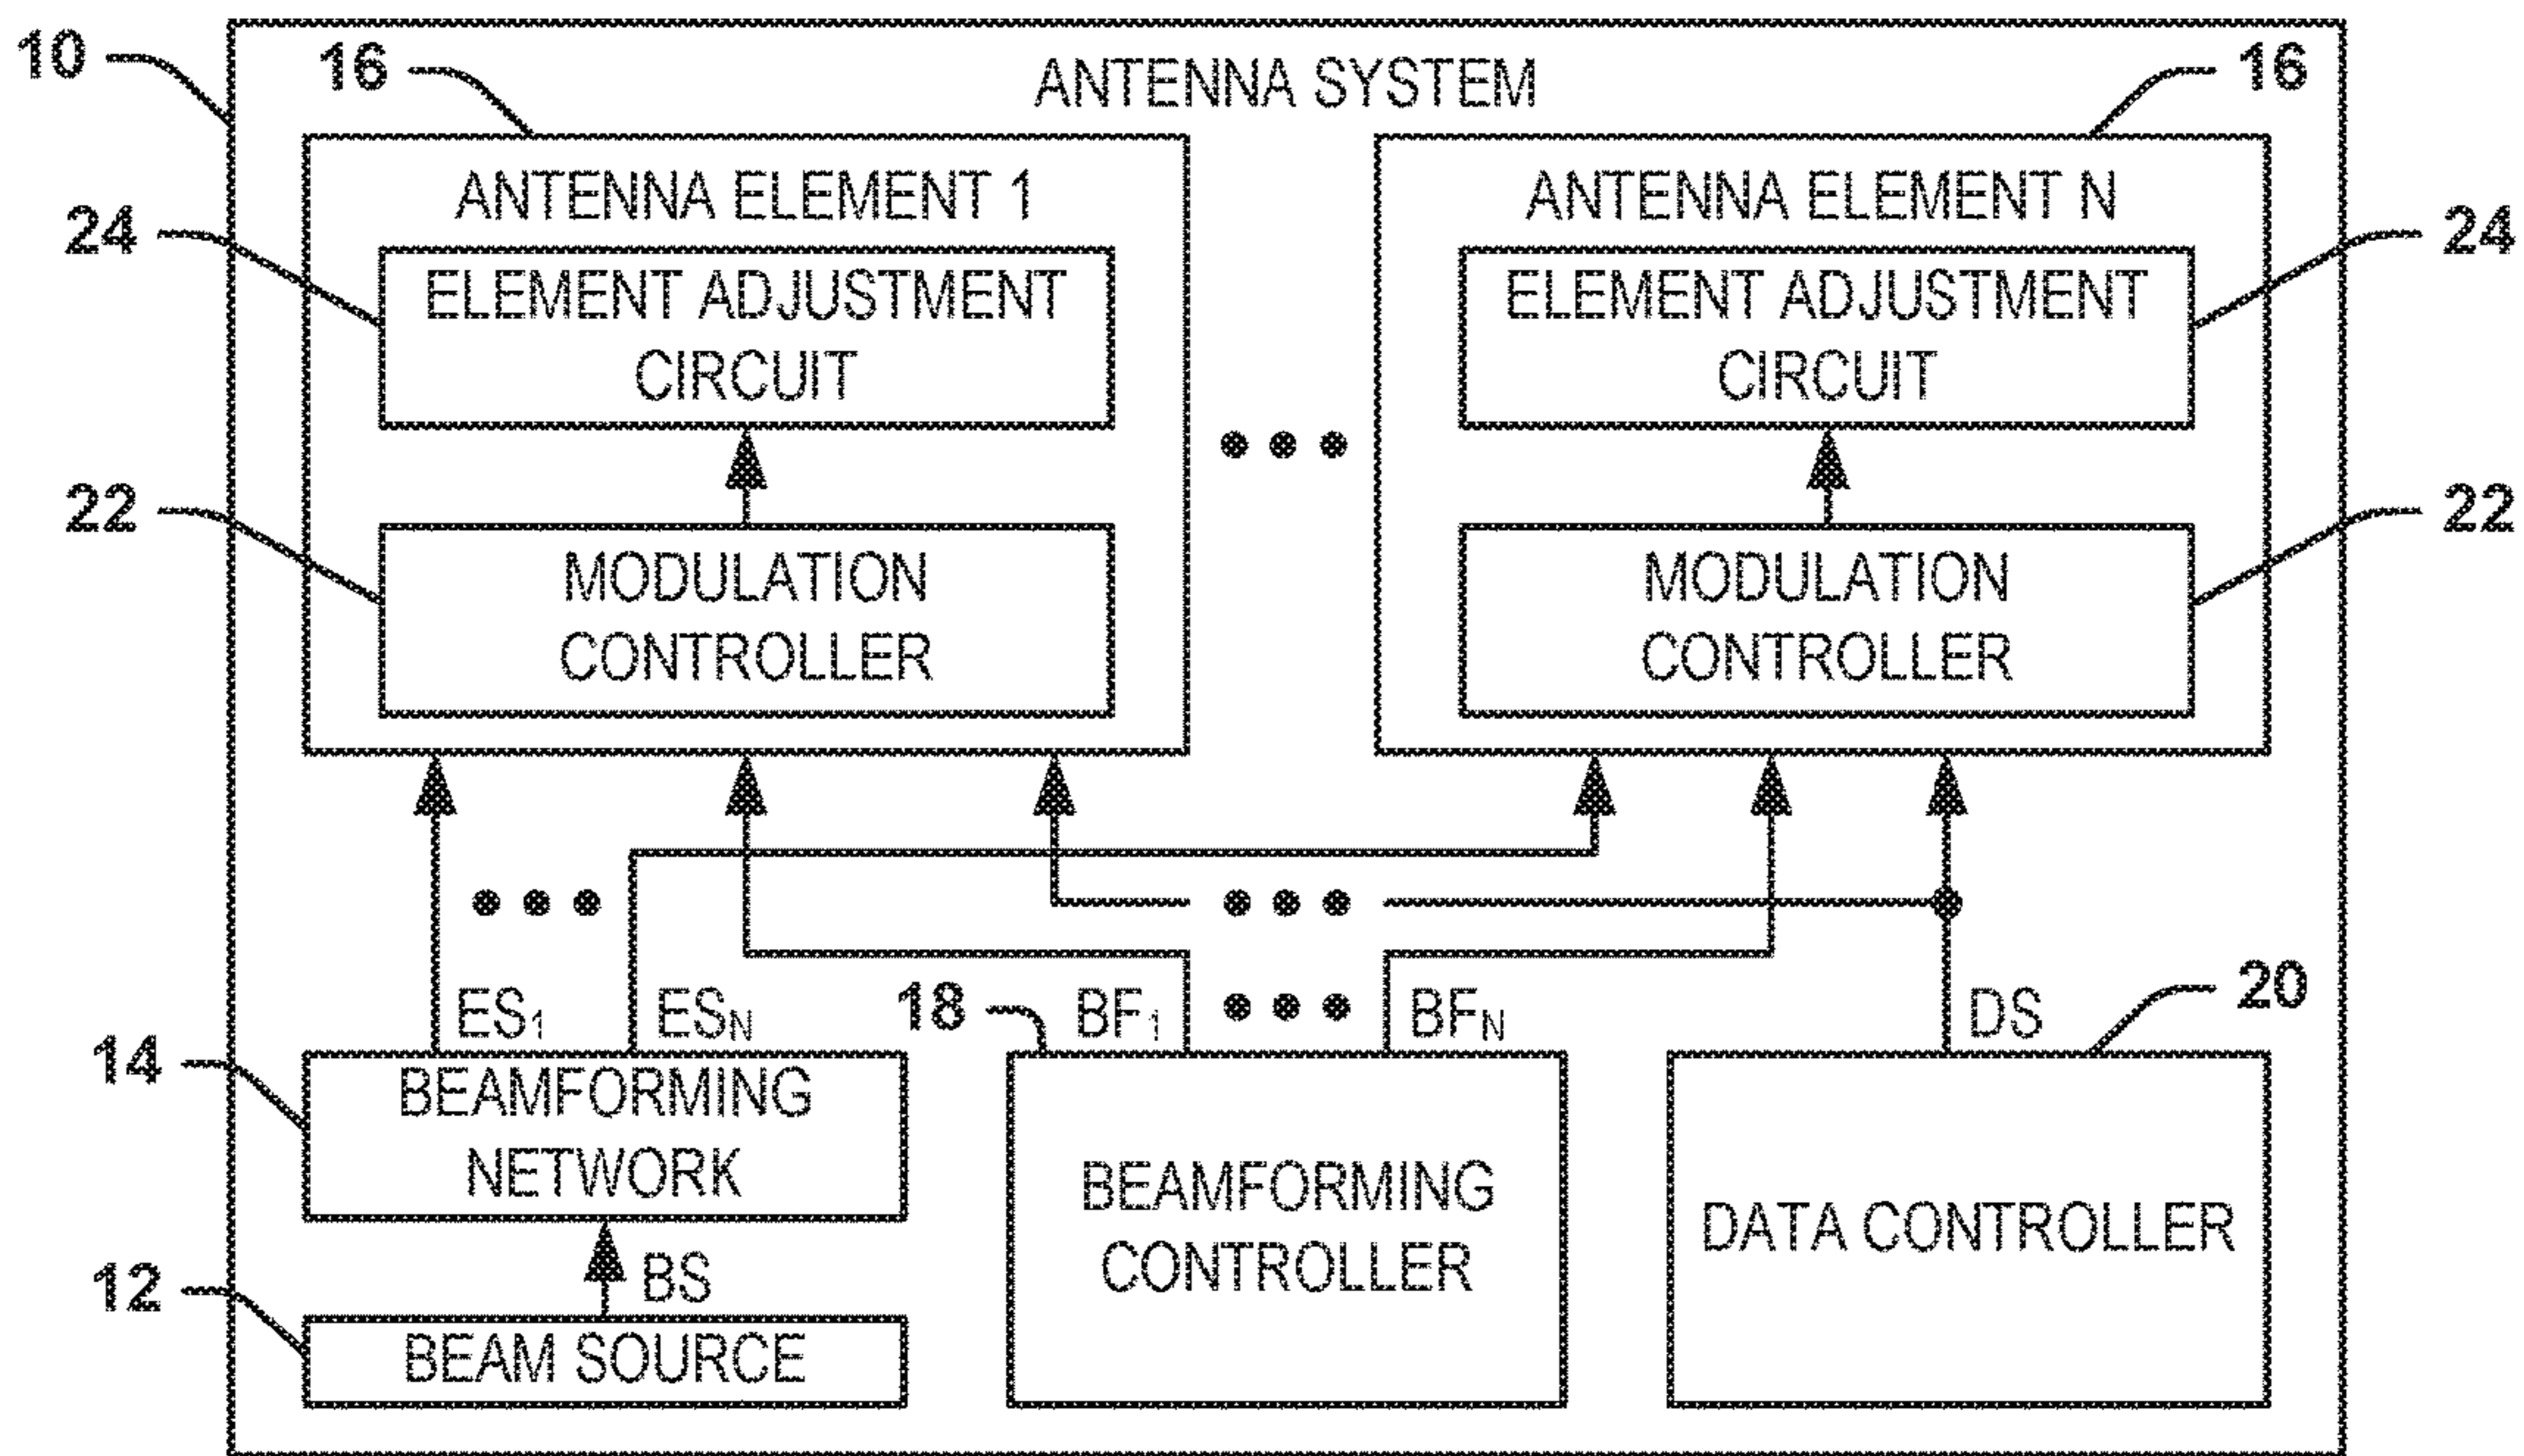 10
16
ANTENNA SYSTEM
16
ANTENNA ELEMENT 1
ANTENNA ELEMENT N
24
ELEMENT ADJUSTMENT
CIRCUIT
ELEMENT ADJUSTMENT
CIRCUIT
24
22
MODULATION
CONTROLLER
MODULATION
CONTROLLER
22
ES₁
ES_N
18
BF₁
BF_N
DS
20
14
BEAMFORMING
NETWORK
BEAMFORMING
CONTROLLER
DATA CONTROLLER
BS
12
BEAM SOURCE